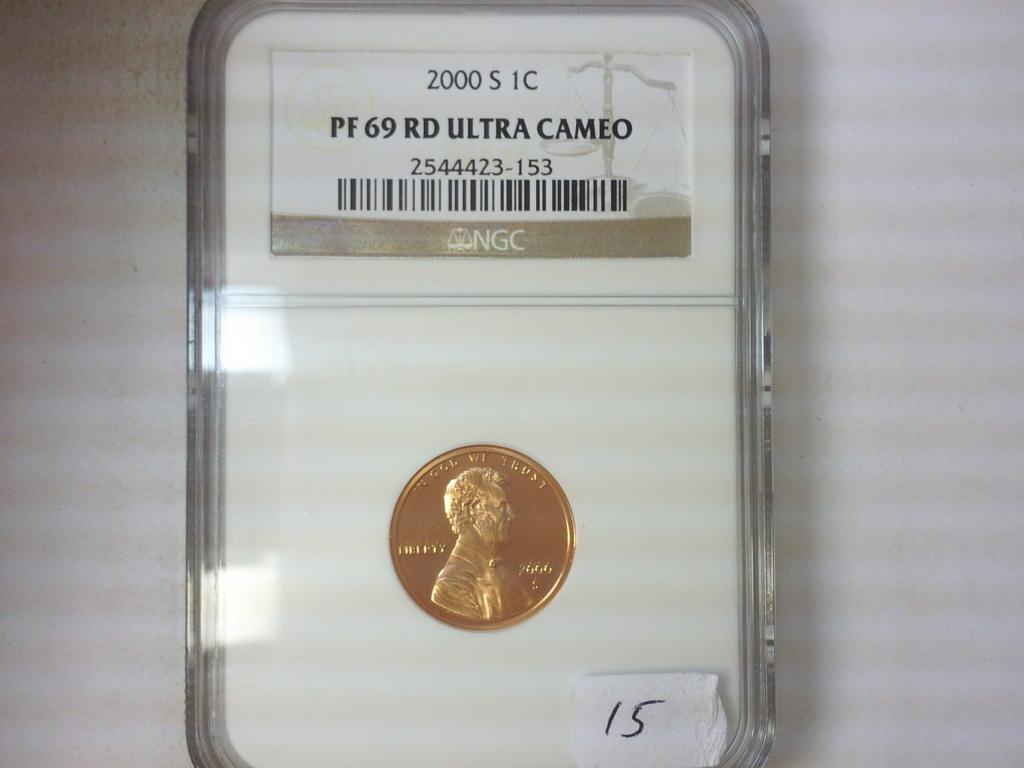 2000 S 1C
PF 69 RD ULTRA CAMEO
2544423-153
NGC
IN GOD WE TRUST
LIBERTY
2000
S
15